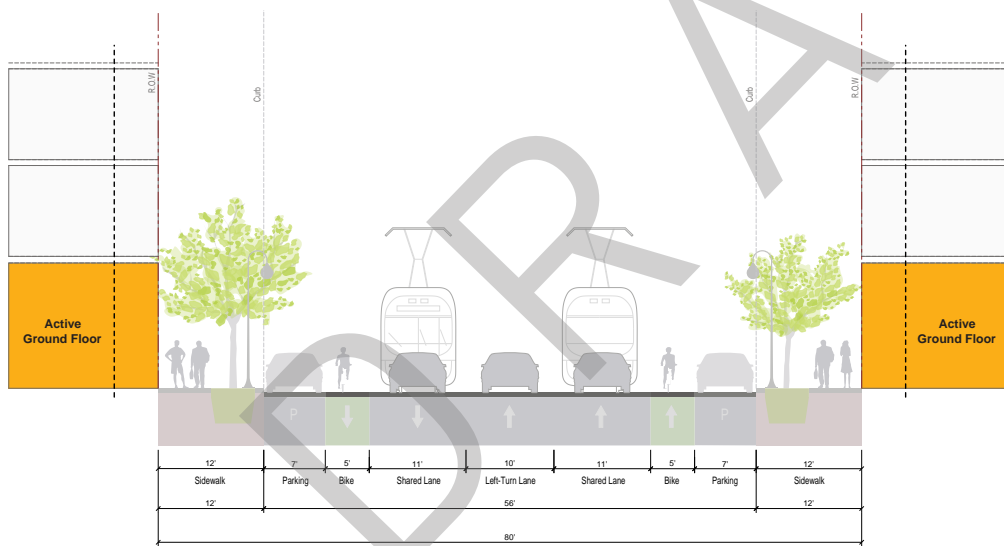 R.O.W
Curb
Curb
R.O.W
DRA
Active
Ground Floor
Active
Ground Floor
P
P
12' 7' 5' 11' 10' 11' 5' 7' 12'
Sidewalk Parking Bike Shared Lane Left-Turn Lane Shared Lane Bike Parking Sidewalk
12' 56' 12'
80'